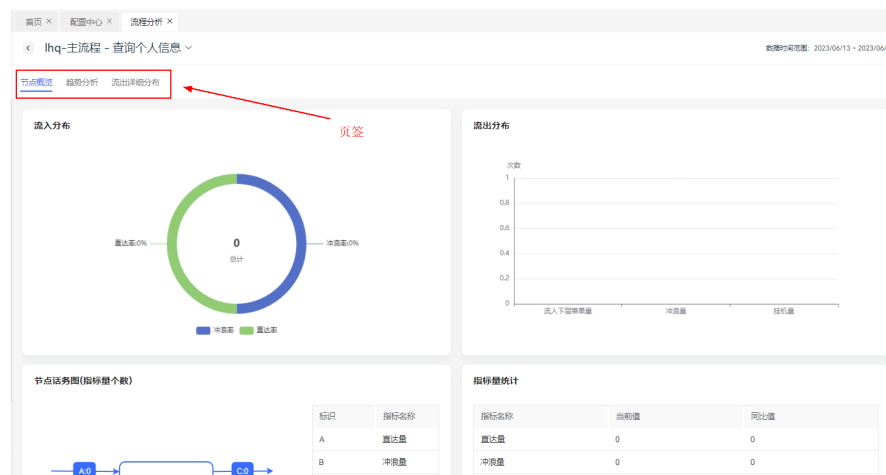 首页 × 配置中心 × 流程分析 ×
lhq-主流程 - 查询个人信息
数据时间范围：2023/06/13 ~ 2023/06/
节点概览 趋势分析 流出详细分布
页签
流入分布
直达率:0%
0
总计
冲浪率:0%
冲浪率 直达率
流出分布
次数
1
0.8
0.6
0.4
0.2
0
流入下层菜单量 冲浪量 挂机量
节点话务图(指标量个数)
标识 指标名称
A 直达量
B 冲浪量
A:0 C:0
指标量统计
指标名称 当前值 同比值
直达量 0 0
冲浪量 0 0